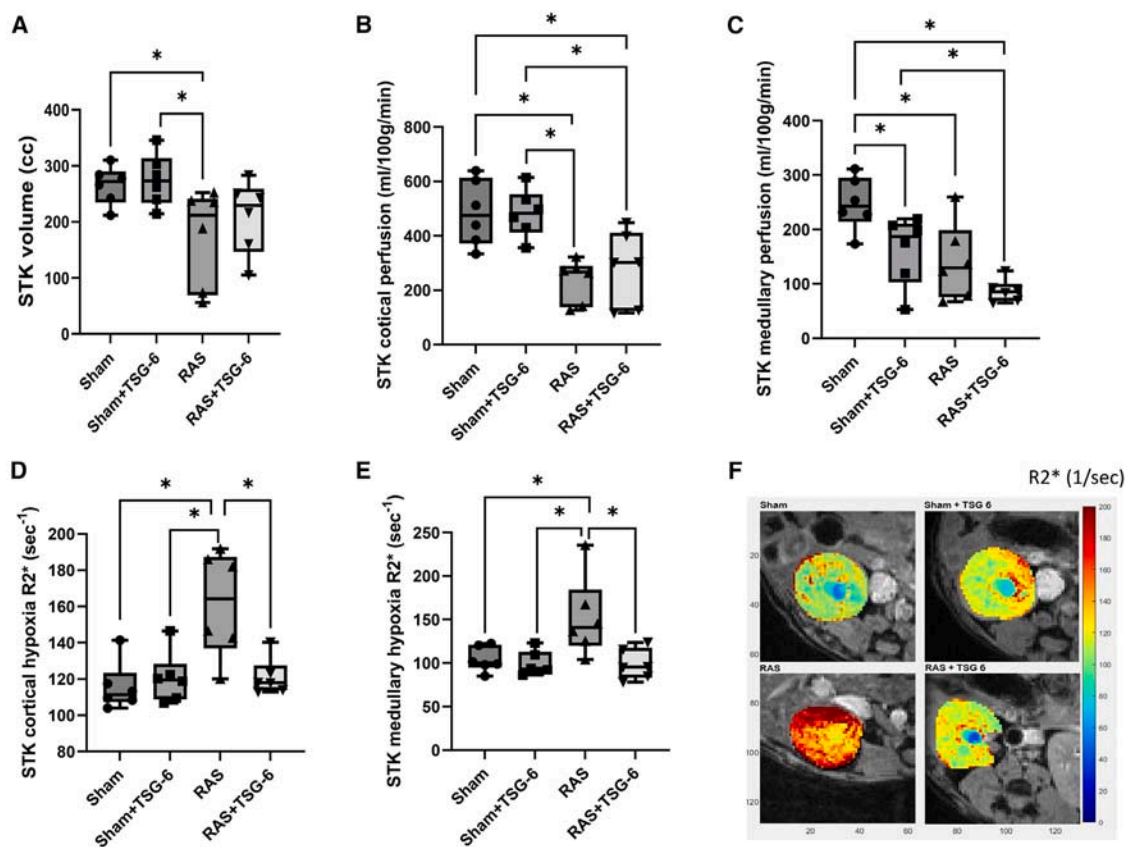 A
STK volume (cc)
400
300
200
100
0
*
*
Sham
Sham+TSG-6
RAS
RAS+TSG-6
B
STK cotical perfusion (ml/100g/min)
800
600
400
200
0
*
*
*
*
Sham
Sham+TSG-6
RAS
RAS+TSG-6
C
STK medullary perfusion (ml/100g/min)
400
300
200
100
0
*
*
*
*
Sham
Sham+TSG-6
RAS
RAS+TSG-6
D
STK cortical hypoxia R2* (sec⁻¹)
200
180
160
140
120
100
80
*
*
*
Sham
Sham+TSG-6
RAS
RAS+TSG-6
E
STK medullary hypoxia R2* (sec⁻¹)
250
200
150
100
50
0
*
*
*
Sham
Sham+TSG-6
RAS
RAS+TSG-6
F
R2* (1/sec)
Sham
Sham + TSG 6
20
40
60
RAS
RAS + TSG 6
80
100
120
20
40
60
80
100
120
200
180
160
140
120
100
80
60
40
20
0